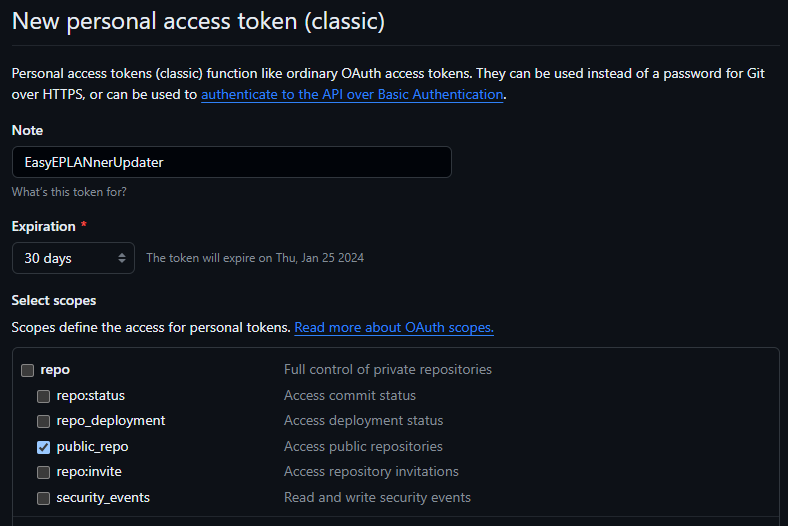 New personal access token (classic)
Personal access tokens (classic) function like ordinary OAuth access tokens. They can be used instead of a password for Git
over HTTPS, or can be used to authenticate to the API over Basic Authentication.
Note
EasyEPLANnerUpdater
What's this token for?
Expiration *
30 days The token will expire on Thu, Jan 25 2024
Select scopes
Scopes define the access for personal tokens. Read more about OAuth scopes.
repo Full control of private repositories
repo:status Access commit status
repo_deployment Access deployment status
public_repo Access public repositories
repo:invite Access repository invitations
security_events Read and write security events